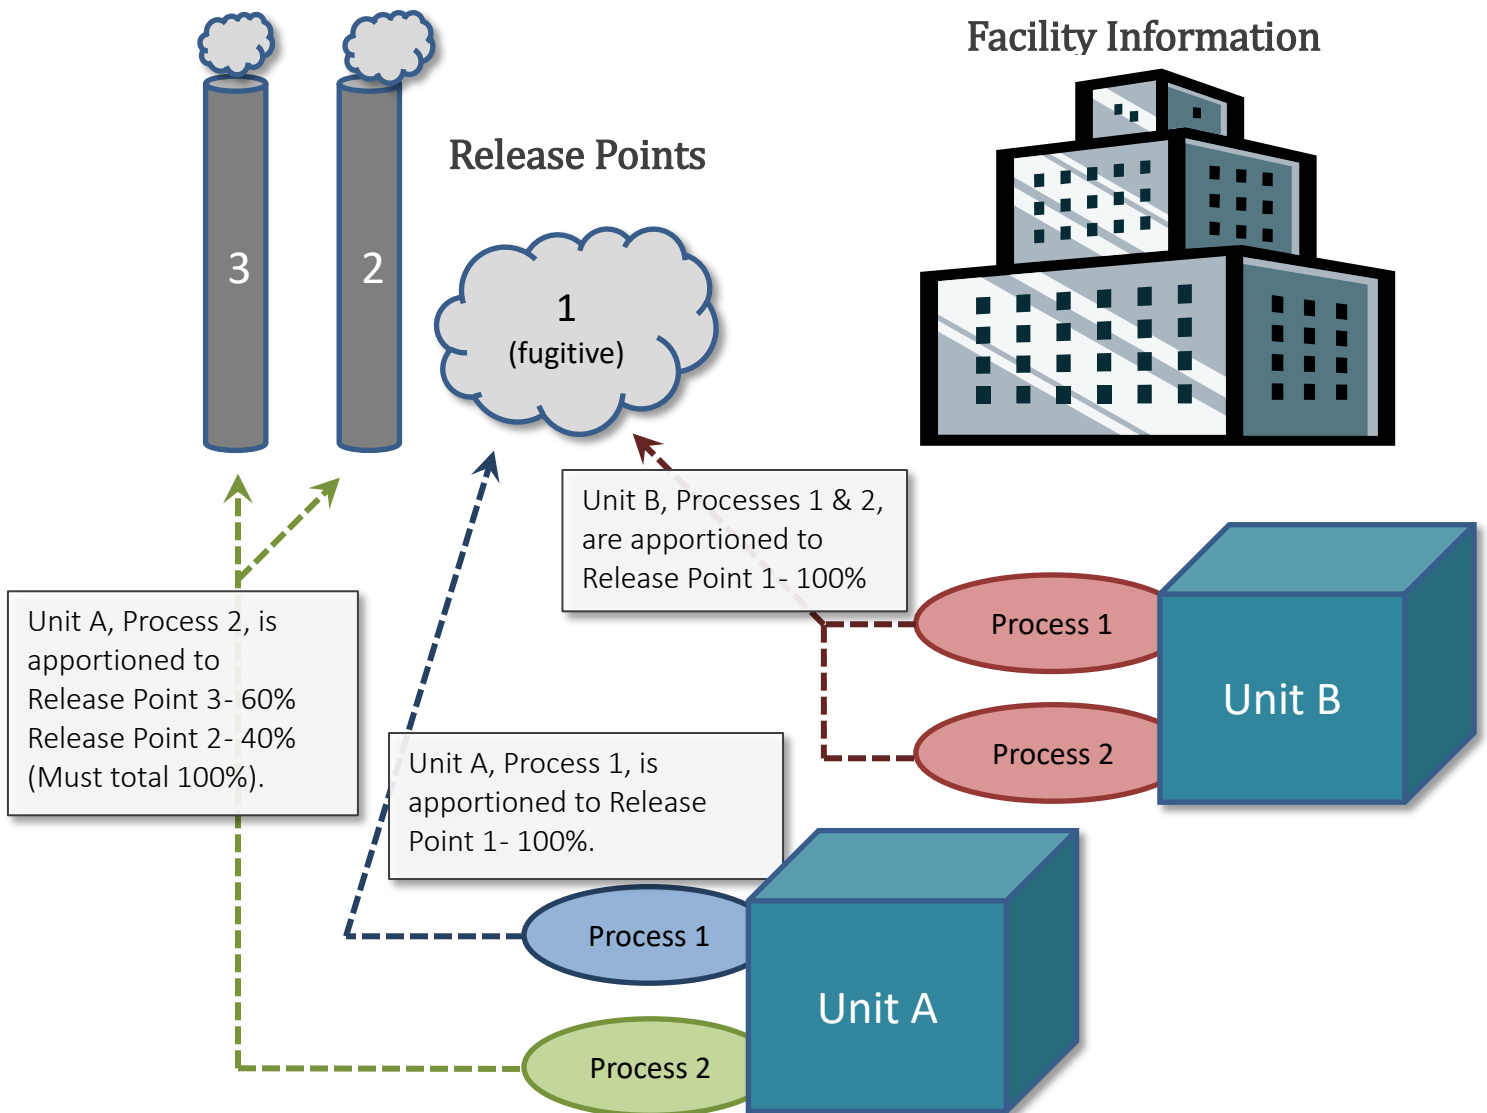 Facility Information
Release Points
3
2
1
(fugitive)
Unit B, Processes 1 & 2,
are apportioned to
Release Point 1- 100%
Unit A, Process 2, is
apportioned to
Release Point 3- 60%
Release Point 2- 40%
(Must total 100%).
Unit A, Process 1, is
apportioned to Release
Point 1- 100%.
Process 1
Process 2
Unit B
Process 1
Process 2
Unit A